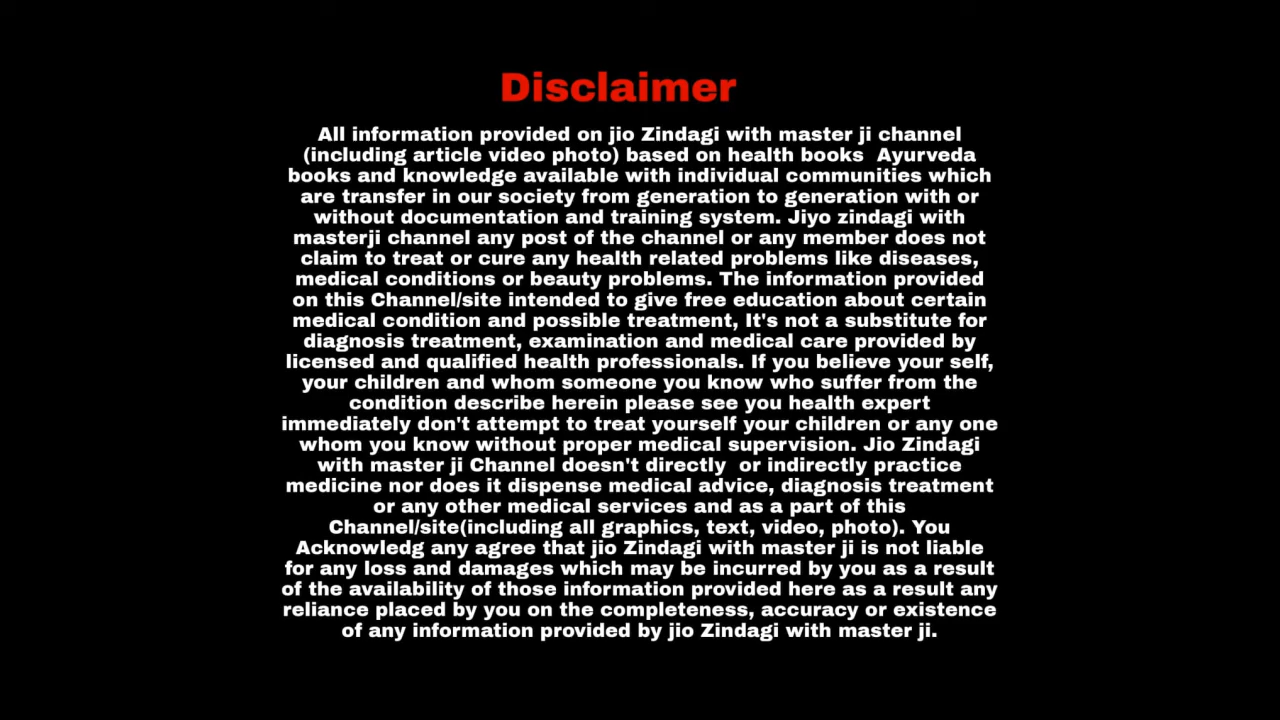 Disclaimer
All information provided on jio Zindagi with master ji channel
(including article video photo) based on health books  Ayurveda
books and knowledge available with individual communities which
are transfer in our society from generation to generation with or
without documentation and training system. Jiyo zindagi with
masterji channel any post of the channel or any member does not
claim to treat or cure any health related problems like diseases,
medical conditions or beauty problems. The information provided
on this Channel/site intended to give free education about certain
medical condition and possible treatment, It's not a substitute for
diagnosis treatment, examination and medical care provided by
licensed and qualified health professionals. If you believe your self,
your children and whom someone you know who suffer from the
condition describe herein please see you health expert
immediately don't attempt to treat yourself your children or any one
whom you know without proper medical supervision. Jio Zindagi
with master ji Channel doesn't directly  or indirectly practice
medicine nor does it dispense medical advice, diagnosis treatment
or any other medical services and as a part of this
Channel/site(including all graphics, text, video, photo). You
Acknowledg any agree that jio Zindagi with master ji is not liable
for any loss and damages which may be incurred by you as a result
of the availability of those information provided here as a result any
reliance placed by you on the completeness, accuracy or existence
of any information provided by jio Zindagi with master ji.